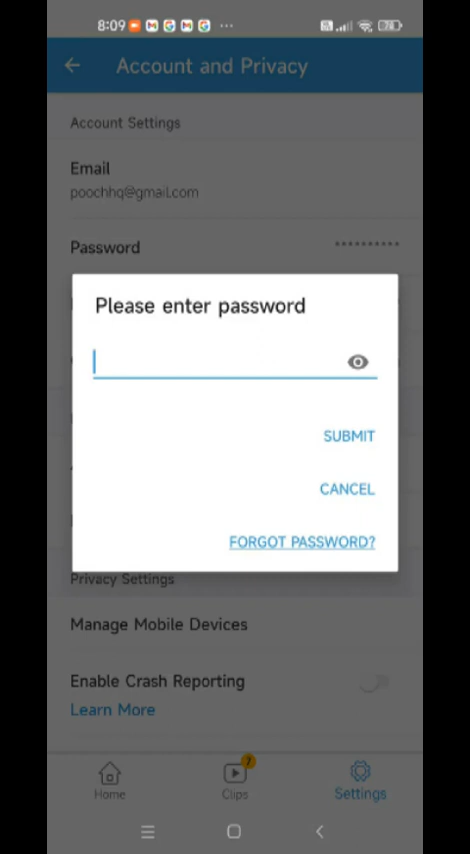 8:09
Account and Privacy
Account Settings
Email
poochhq@gmail.com
Password
**********
Please enter password
SUBMIT
CANCEL
FORGOT PASSWORD?
Privacy Settings
Manage Mobile Devices
Enable Crash Reporting
Learn More
7
Home
Clips
Settings